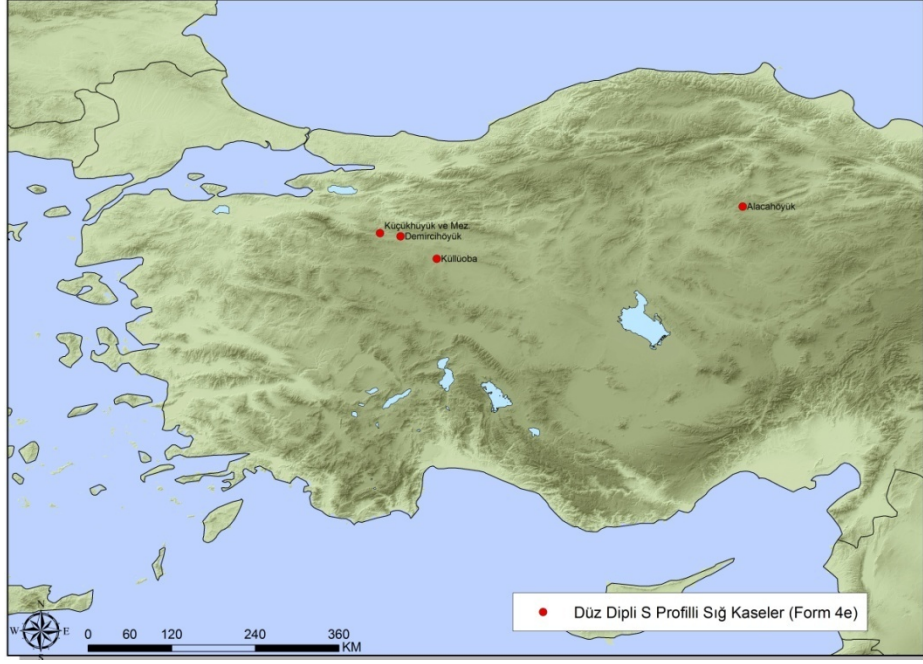 Alacahöyük
Küçükhüyük ve Mez.
Demircihöyük
Küllüoba
Düz Dipli S Profilli Sığ Kaseler (Form 4e)
N
W E
S
0 60 120 240 360
KM